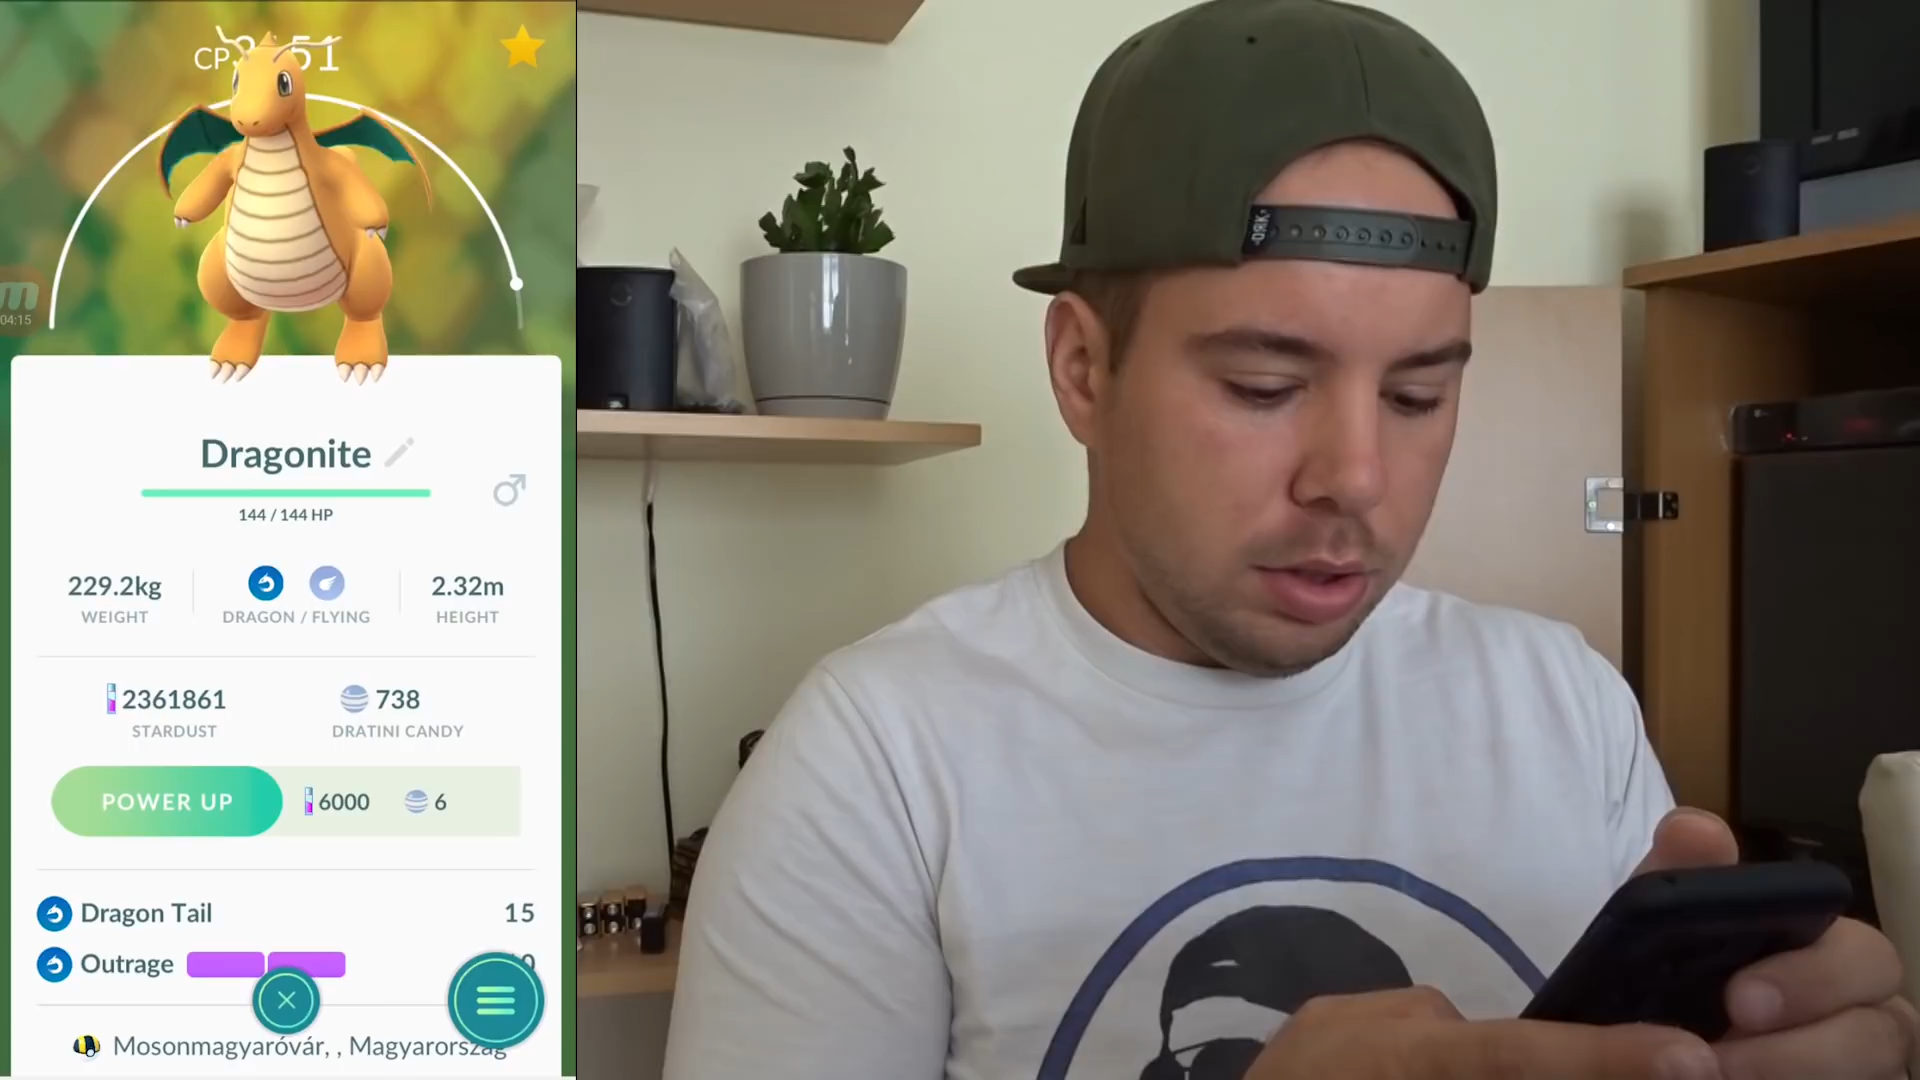 CP
04:15
Dragonite
144 / 144 HP
229.2kg
WEIGHT
DRAGON / FLYING
2.32m
HEIGHT
2361861
STARDUST
738
DRATINI CANDY
POWER UP
6000
6
Dragon Tail
15
Outrage
Mosonmagyaróvár, , Magyarország